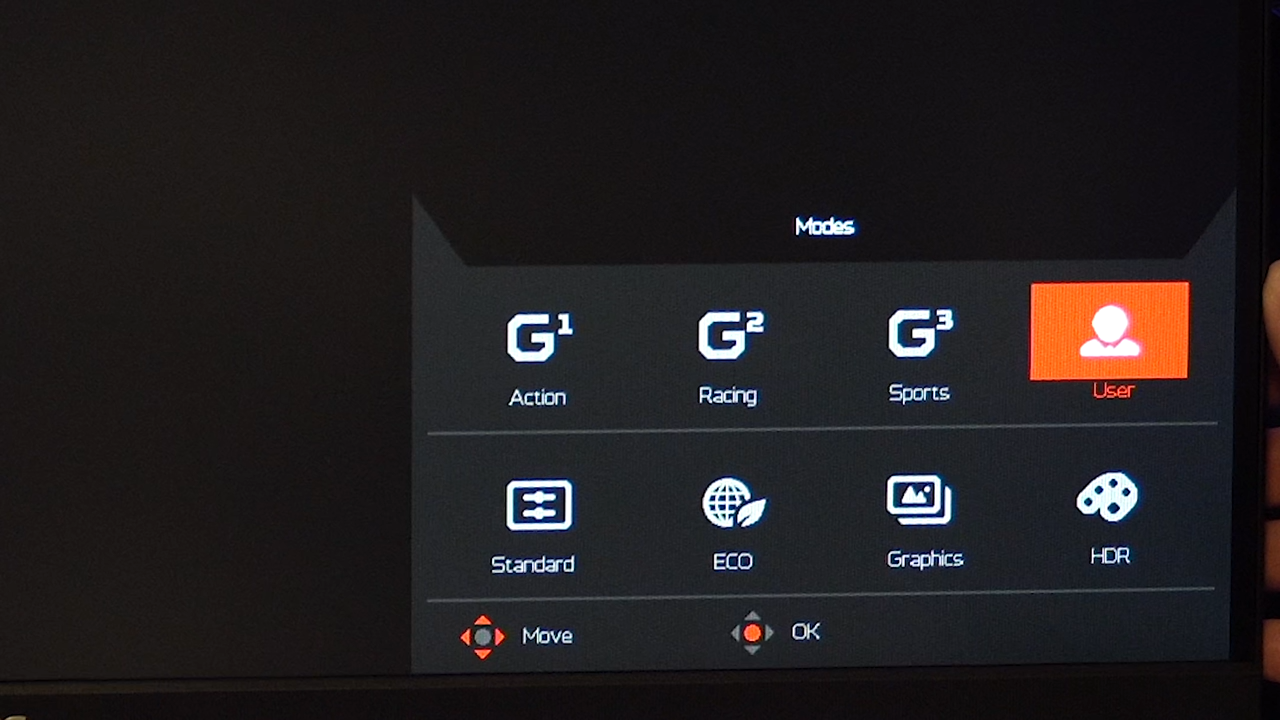 Modes
G1 G2 G3
Action Racing Sports User
Standard ECO Graphics HDR
Move OK